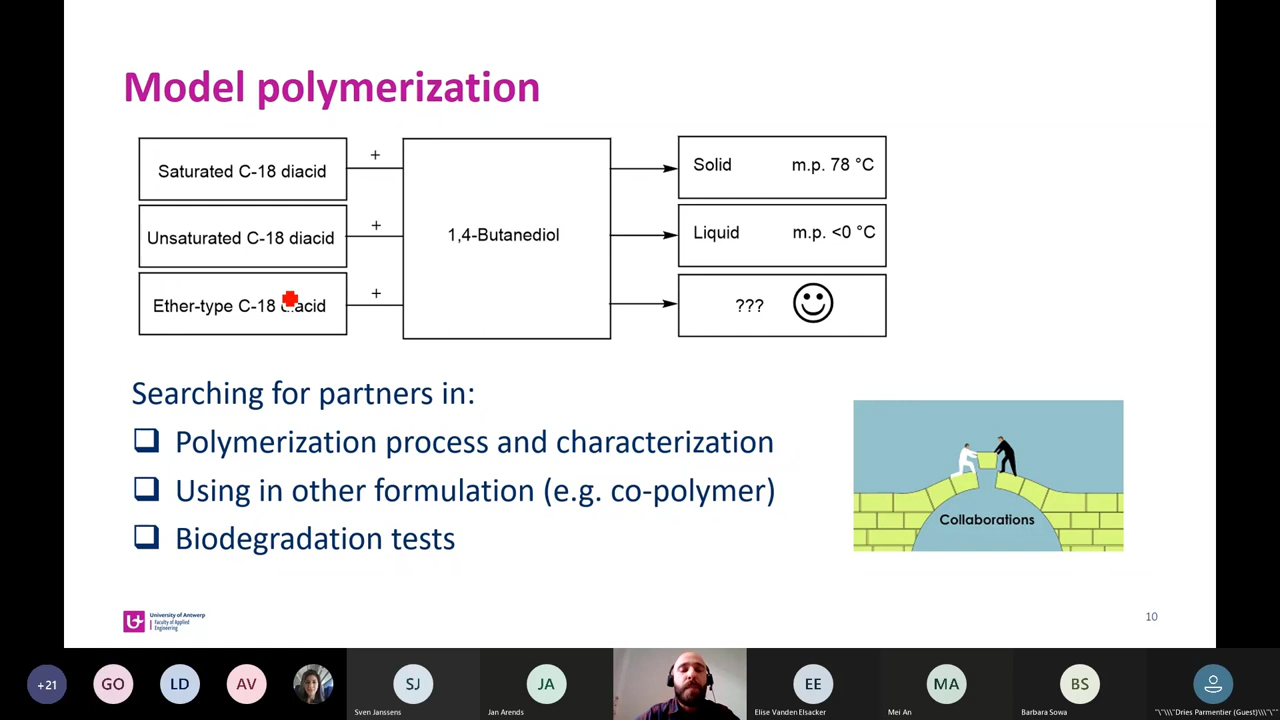 Model polymerization
Saturated C-18 diacid
+
Solid m.p. 78 °C
Unsaturated C-18 diacid
+
1,4-Butanediol
Liquid m.p. <0 °C
Ether-type C-18 diacid
+
???
Searching for partners in:
Polymerization process and characterization
Using in other formulation (e.g. co-polymer)
Biodegradation tests
Collaborations
University of Antwerp
Faculty of Applied
Engineering
10
+21
GO
LD
AV
SJ
Sven Janssens
JA
Jan Arends
EE
Elise Vanden Elsacker
MA
Mei An
BS
Barbara Sowa
"\"\\\"Dries Parmentier (Guest)\\\"\"